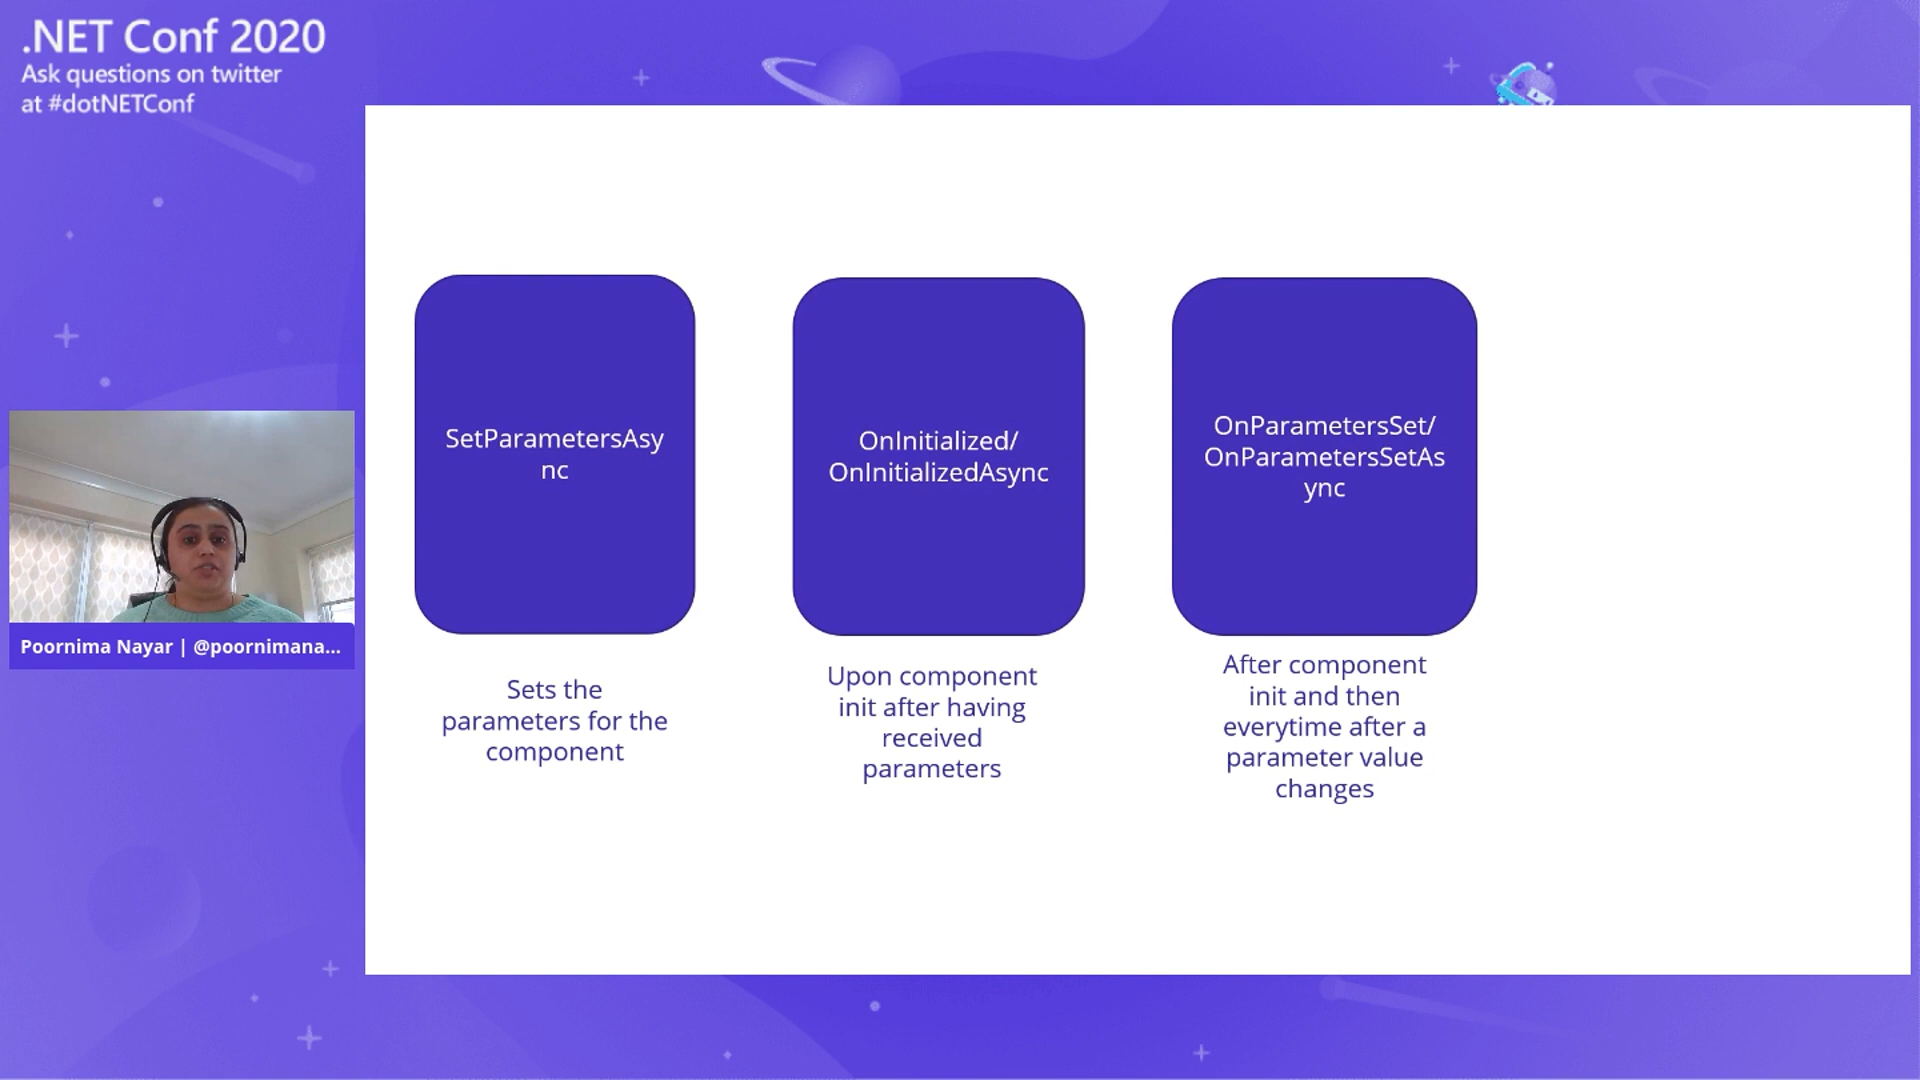 .NET Conf 2020
Ask questions on twitter
at #dotNETConf
SetParametersAsy
nc
OnInitialized/
OnInitializedAsync
OnParametersSet/
OnParametersSetAs
ync
Poornima Nayar | @poornimana...
Sets the
parameters for the
component
Upon component
init after having
received
parameters
After component
init and then
everytime after a
parameter value
changes